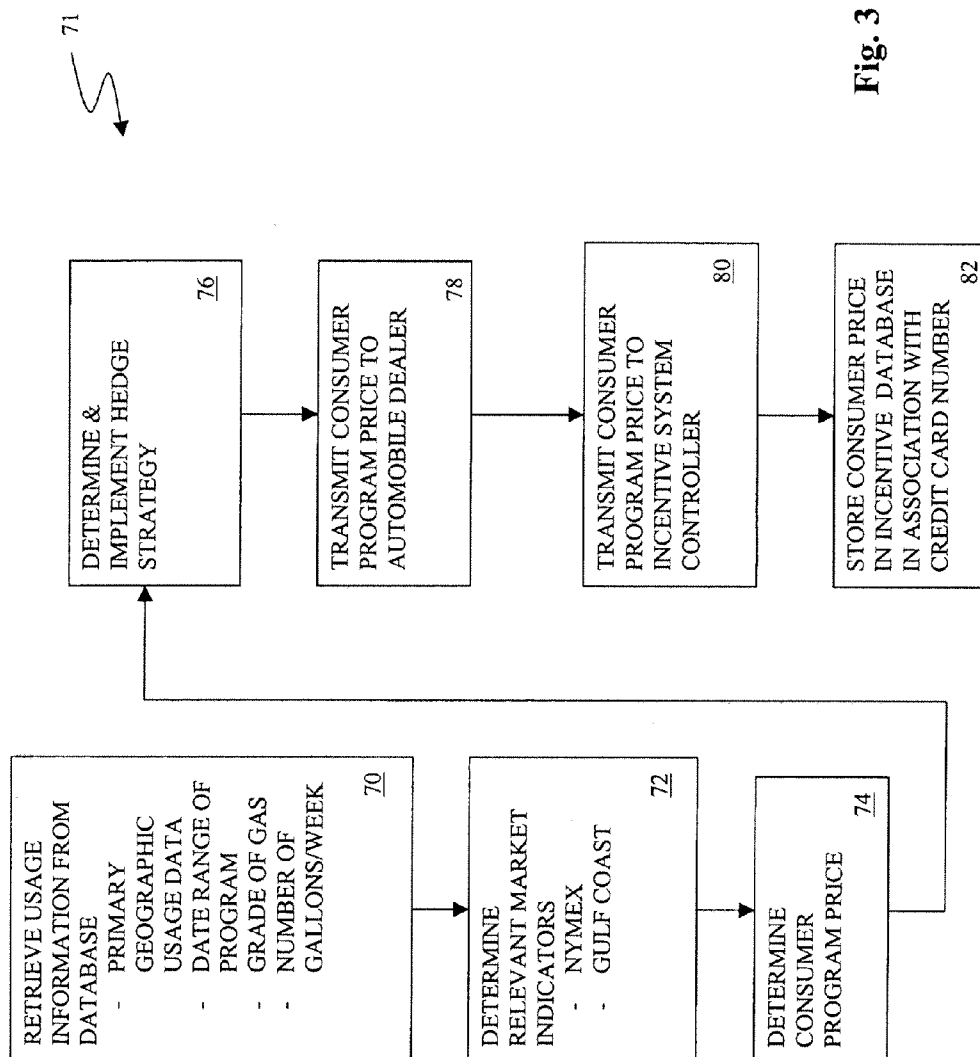 71
RETRIEVE USAGE
INFORMATION FROM
DATABASE
- PRIMARY
GEOGRAPHIC
USAGE DATA
- DATE RANGE OF
PROGRAM
- GRADE OF GAS
- NUMBER OF
GALLONS/WEEK
70
DETERMINE
RELEVANT MARKET
INDICATORS
- NYMEX
- GULF COAST
72
DETERMINE
CONSUMER
PROGRAM PRICE
74
DETERMINE &
IMPLEMENT HEDGE
STRATEGY
76
TRANSMIT CONSUMER
PROGRAM PRICE TO
AUTOMOBILE DEALER
78
TRANSMIT CONSUMER
PROGRAM PRICE TO
INCENTIVE SYSTEM
CONTROLLER
80
STORE CONSUMER PRICE
IN INCENTIVE DATABASE
IN ASSOCIATION WITH
CREDIT CARD NUMBER
82
Fig. 3